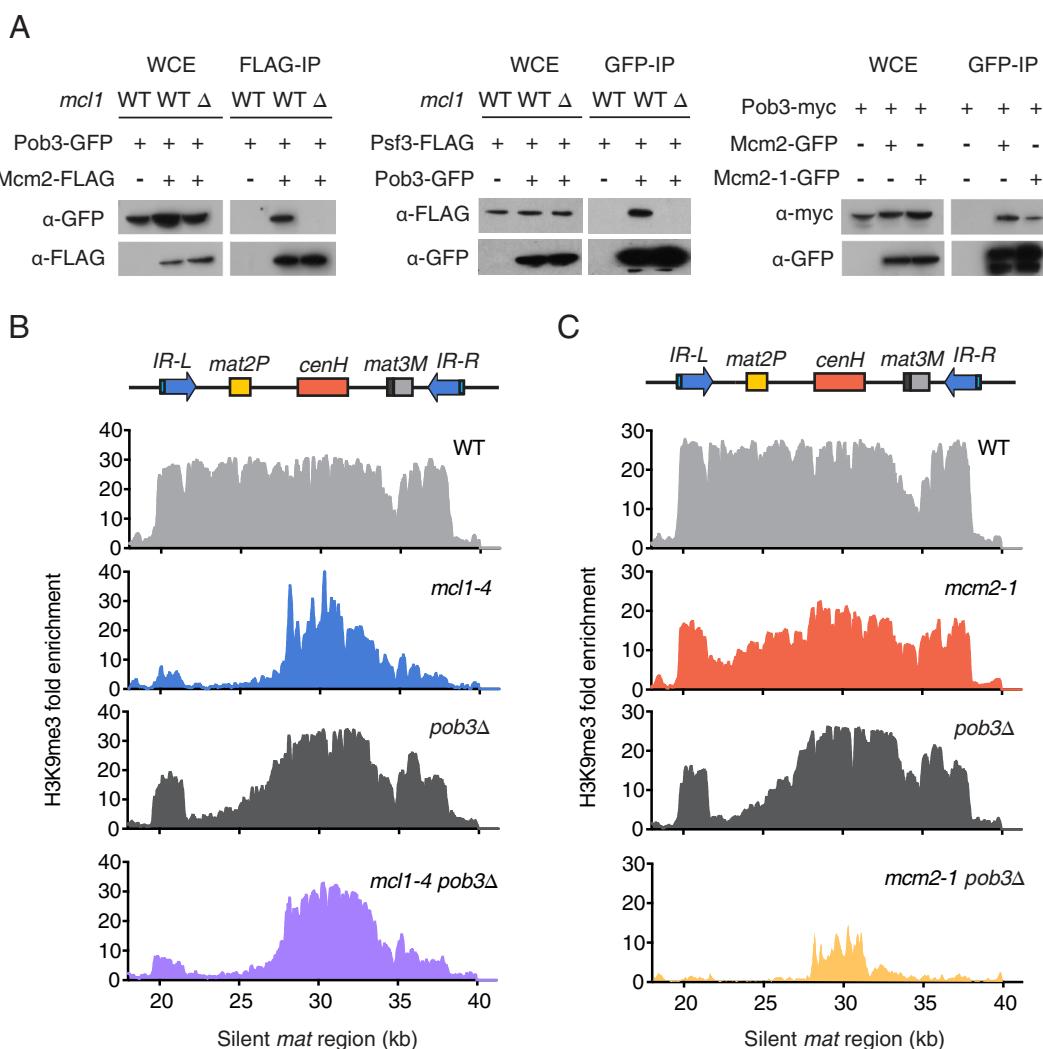 A
WCE FLAG-IP
mcl1 WT WT Δ WT WT Δ
Pob3-GFP + + + + + +
Mcm2-FLAG - + + - + +
α-GFP
α-FLAG
WCE GFP-IP
mcl1 WT WT Δ WT WT Δ
Psf3-FLAG + + + + + +
Pob3-GFP - + + - + +
α-FLAG
α-GFP
WCE GFP-IP
Pob3-myc + + + + + +
Mcm2-GFP - + - - + -
Mcm2-1-GFP - - + - - +
α-myc
α-GFP
B
IR-L mat2P cenH mat3M IR-R
H3K9me3 fold enrichment
WT
40
30
20
10
0
mcl1-4
40
30
20
10
0
pob3Δ
40
30
20
10
0
mcl1-4 pob3Δ
40
30
20
10
0
20 25 30 35 40
Silent mat region (kb)
C
IR-L mat2P cenH mat3M IR-R
H3K9me3 fold enrichment
WT
30
20
10
0
mcm2-1
30
20
10
0
pob3Δ
30
20
10
0
mcm2-1 pob3Δ
30
20
10
0
20 25 30 35 40
Silent mat region (kb)